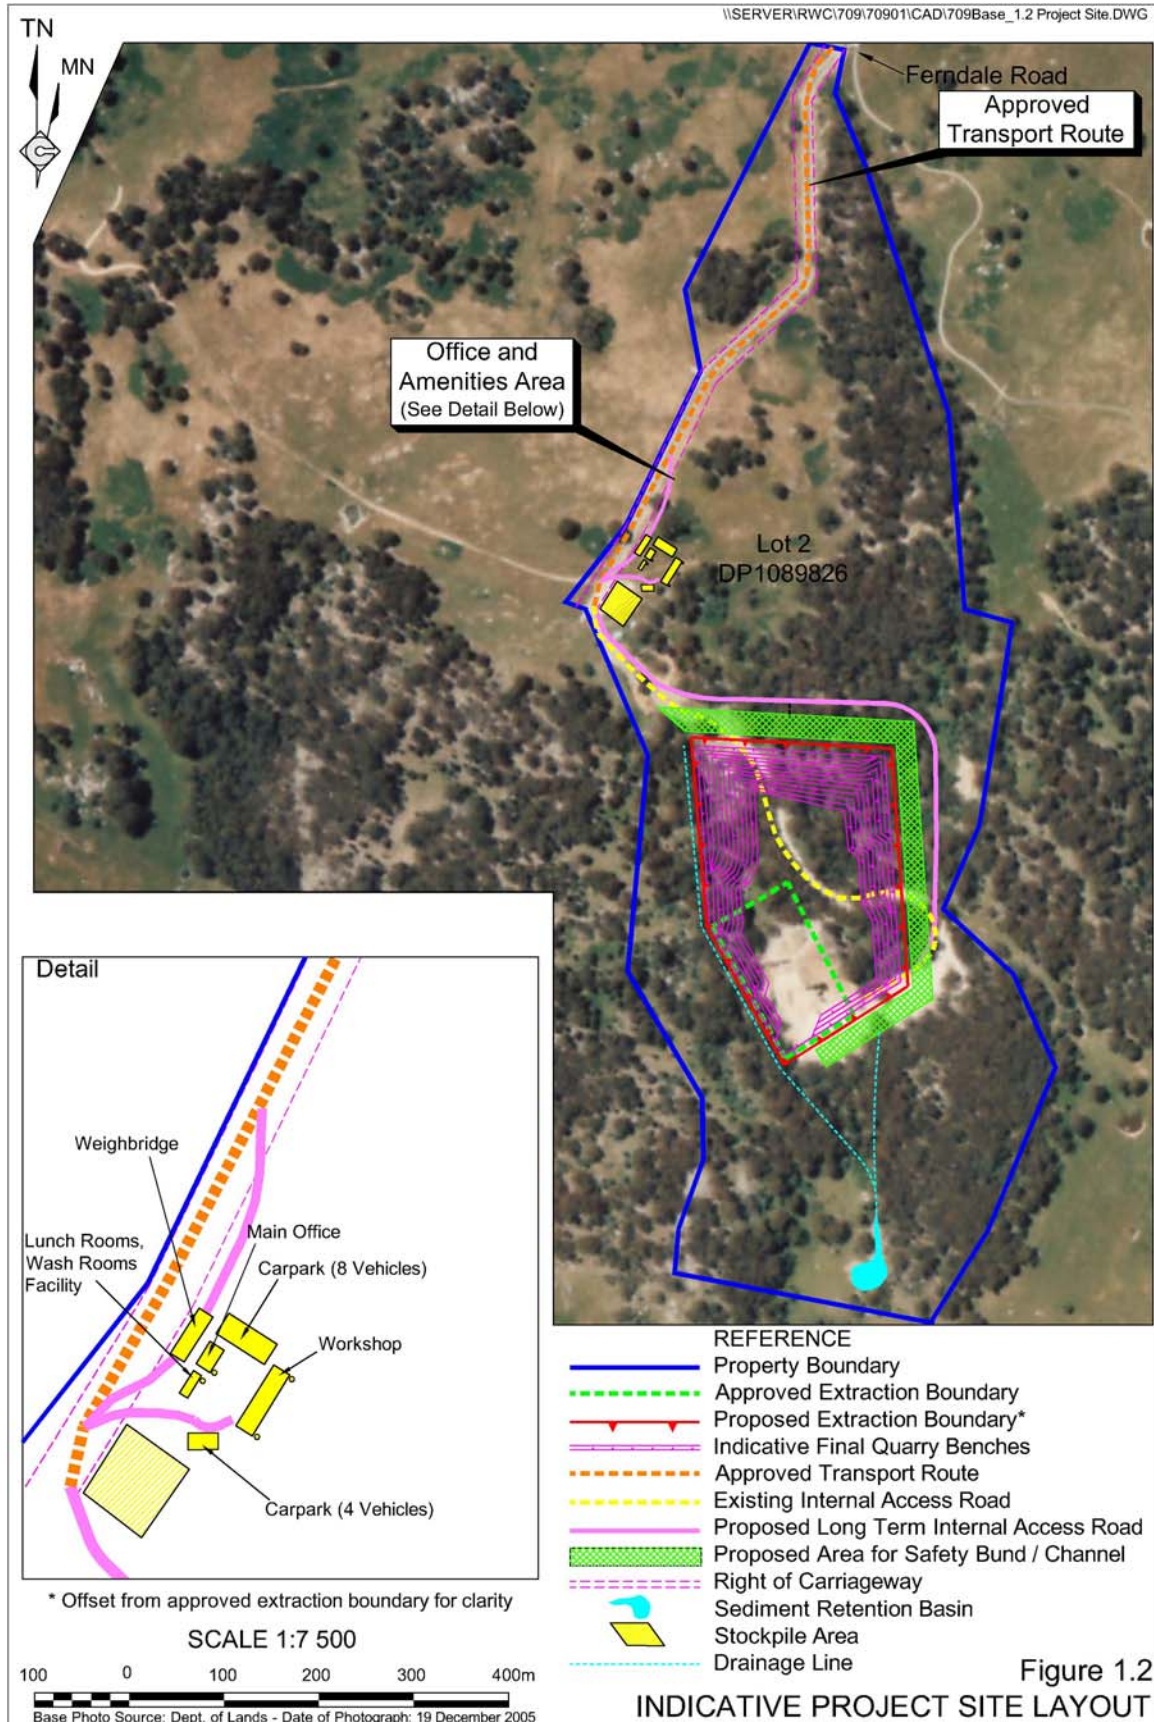 \\SERVER\RWC\709\70901\CAD\709Base_1.2 Project Site.DWG
TN
MN
Ferndale Road
Approved
Transport Route
Office and
Amenities Area
(See Detail Below)
Lot 2
DP1089826
Detail
Weighbridge
Lunch Rooms,
Wash Rooms
Facility
Main Office
Carpark (8 Vehicles)
Workshop
Carpark (4 Vehicles)
* Offset from approved extraction boundary for clarity
SCALE 1:7 500
100 0 100 200 300 400m
Base Photo Source: Dept. of Lands - Date of Photograph: 19 December 2005
REFERENCE
Property Boundary
Approved Extraction Boundary
Proposed Extraction Boundary*
Indicative Final Quarry Benches
Approved Transport Route
Existing Internal Access Road
Proposed Long Term Internal Access Road
Proposed Area for Safety Bund / Channel
Right of Carriageway
Sediment Retention Basin
Stockpile Area
Drainage Line
Figure 1.2
INDICATIVE PROJECT SITE LAYOUT